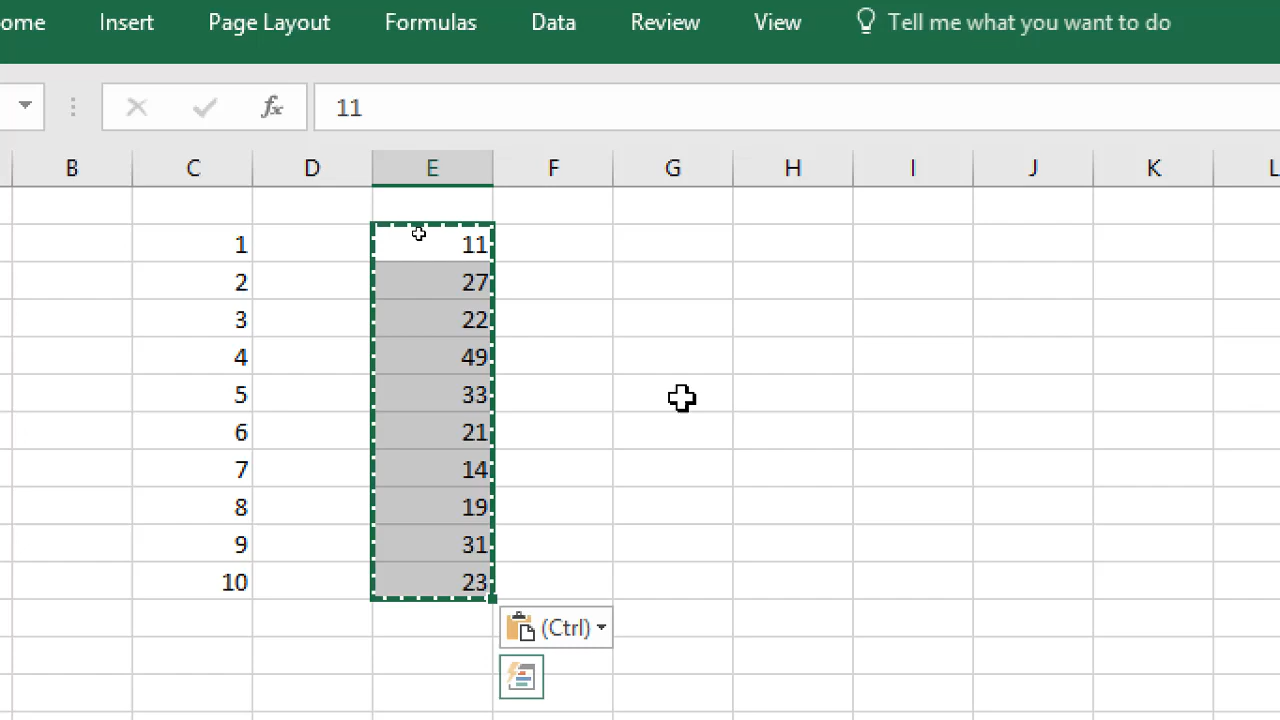 ome Insert Page Layout Formulas Data Review View Tell me what you want to do
fx 11
B C D E F G H I J K L
1 11
2 27
3 22
4 49
5 33
6 21
7 14
8 19
9 31
10 23
(Ctrl)